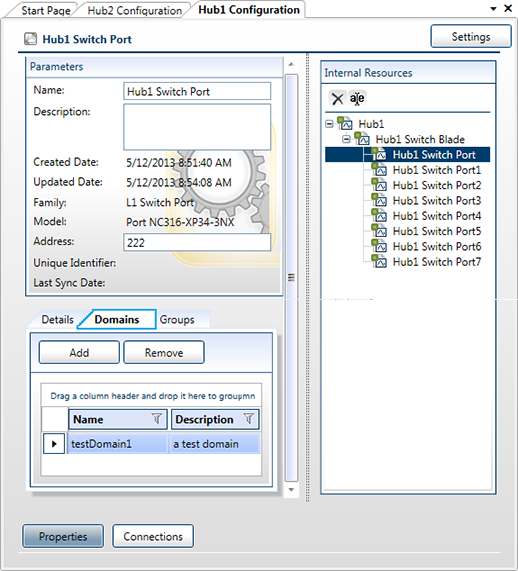 Start Page
Hub2 Configuration
Hub1 Configuration
Hub1 Switch Port
Settings
Parameters
Name:
Hub1 Switch Port
Description:
Created Date:
5/12/2013 8:51:40 AM
Updated Date:
5/12/2013 8:54:08 AM
Family:
L1 Switch Port
Model:
Port NC316-XP34-3NX
Address:
222
Unique Identifier:
Last Sync Date:
Details
Domains
Groups
Add
Remove
Drag a column header and drop it here to groupmn
Name
Description
testDomain1
a test domain
Properties
Connections
Internal Resources
Hub1
Hub1 Switch Blade
Hub1 Switch Port
Hub1 Switch Port1
Hub1 Switch Port2
Hub1 Switch Port3
Hub1 Switch Port4
Hub1 Switch Port5
Hub1 Switch Port6
Hub1 Switch Port7